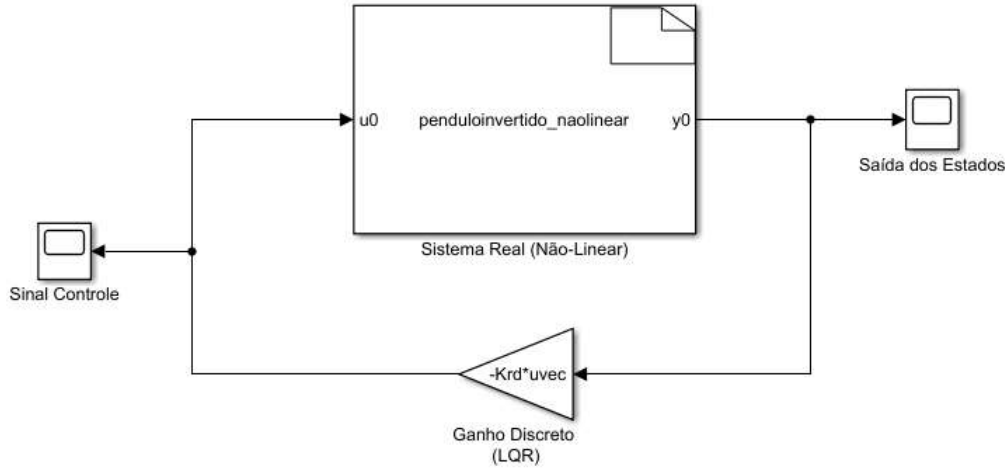 u0 penduloinvertido_naolinear y0
Saída dos Estados
Sistema Real (Não-Linear)
Sinal Controle
-Krd*uvec
Ganho Discreto
(LQR)